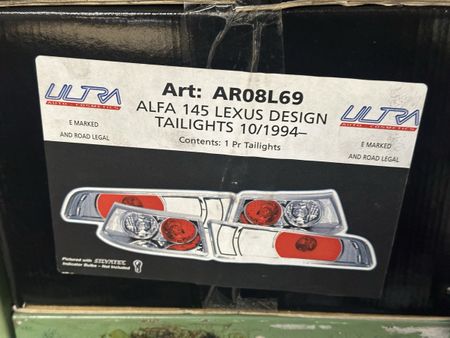 ULTRA
AUTO-COSMETICS
E MARKED
AND ROAD LEGAL
Art: AR08L69
ALFA 145 LEXUS DESIGN
TAILIGHTS 10/1994–
Contents: 1 Pr Tailights
ULTRA
AUTO-COSMETICS
E MARKED
AND ROAD LEGAL
Pictured with SILVATEC
Indicator Bulbs - Not Included